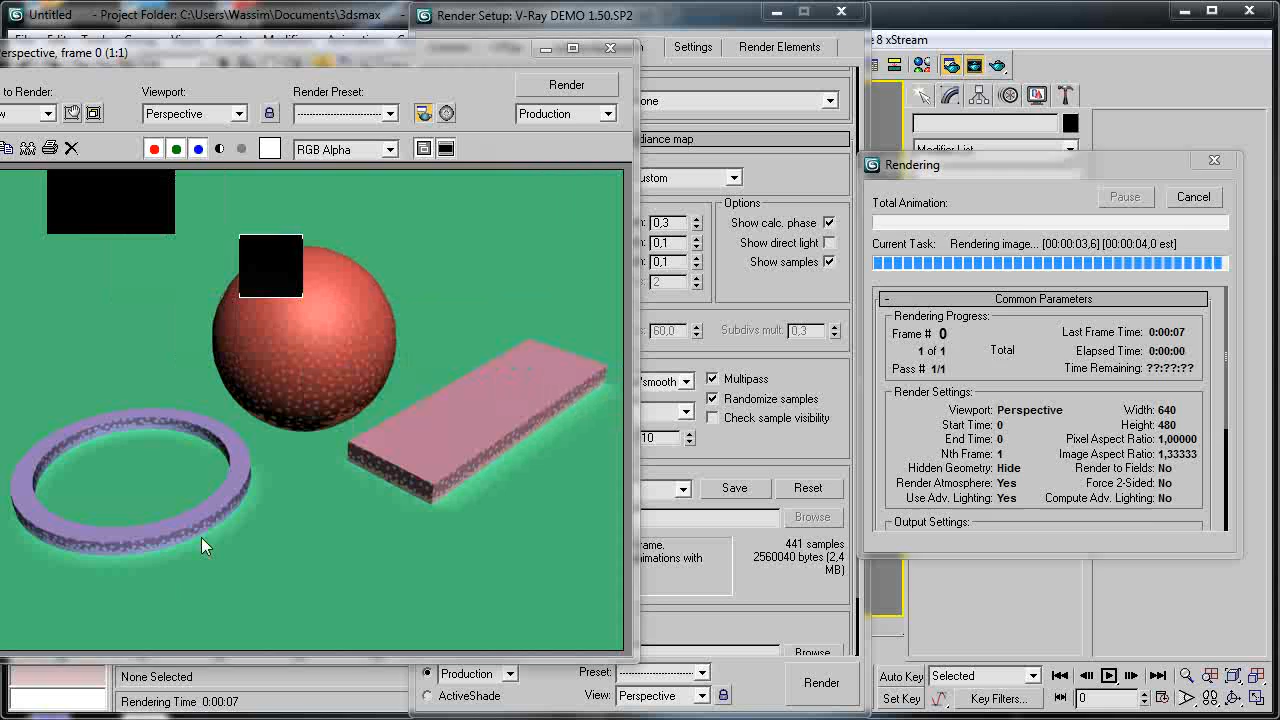 Untitled - Project Folder: C:\Users\Wassim\Documents\3dsmax
Render Setup: V-Ray DEMO 1.50.SP2
8 xStream
Perspective, frame 0 (1:1)
Settings
Render Elements
to Render:
Viewport:
Render Preset:
Render
Perspective
Production
RGB Alpha
Modifier List
Custom
Options
0,3
0,1
0,1
2
Show calc. phase
Show direct light
Show samples
60,0
Subdivs mult:
0,3
Multipass
Randomize samples
Check sample visibility
10
Save
Reset
Browse
441 samples
2560040 bytes (2,4
MB)
Browse
Rendering
Total Animation:
Pause
Cancel
Current Task: Rendering image... [00:00:03,6] [00:00:04,0 est]
- Common Parameters
Rendering Progress:
Frame # 0
1 of 1
Total
Pass # 1/1
Last Frame Time: 0:00:07
Elapsed Time: 0:00:00
Time Remaining: ??:??:??
Render Settings:
Viewport: Perspective
Start Time: 0
End Time: 0
Nth Frame: 1
Hidden Geometry: Hide
Render Atmosphere: Yes
Use Adv. Lighting: Yes
Width: 640
Height: 480
Pixel Aspect Ratio: 1,00000
Image Aspect Ratio: 1,33333
Render to Fields: No
Force 2-Sided: No
Compute Adv. Lighting: No
Output Settings:
None Selected
Rendering Time 0:00:07
Production
ActiveShade
Preset:
View: Perspective
Render
Auto Key
Selected
Set Key
Key Filters...
0